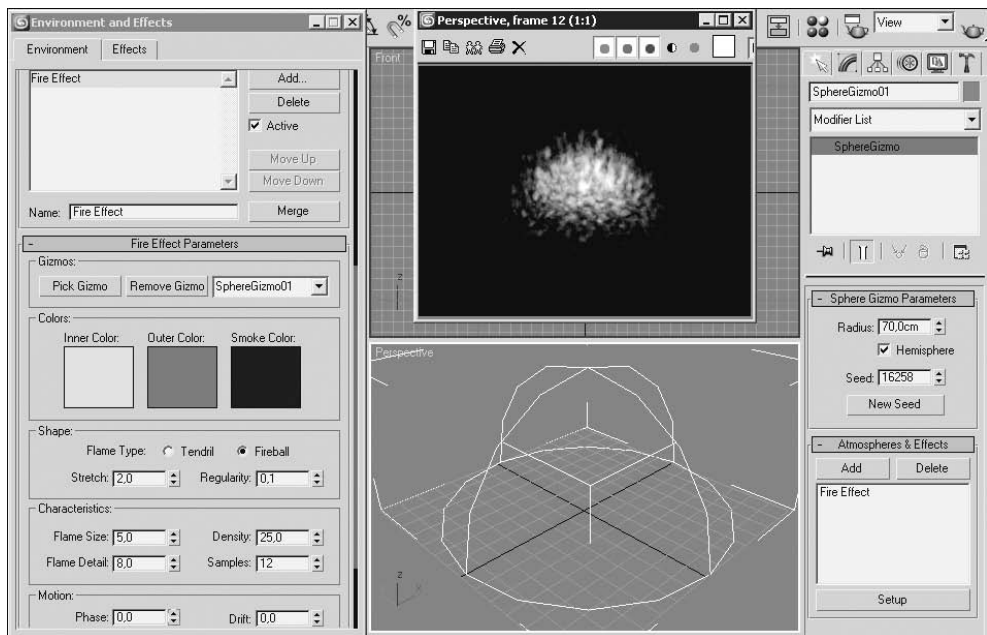 Environment and Effects
Environment
Effects
Fire Effect
Add...
Delete
Active
Move Up
Move Down
Name:
Fire Effect
Merge
- Fire Effect Parameters
Gizmos:
Pick Gizmo
Remove Gizmo
SphereGizmo01
Colors:
Inner Color:
Outer Color:
Smoke Color:
Shape:
Flame Type:
Tendril
Fireball
Stretch: 2,0
Regularity: 0,1
Characteristics:
Flame Size: 5,0
Density: 25,0
Flame Detail: 8,0
Samples: 12
Motion:
Phase: 0,0
Drift: 0,0
%
Perspective, frame 12 (1:1)
Front
z
Perspective
z
View
SphereGizmo01
Modifier List
SphereGizmo
- Sphere Gizmo Parameters
Radius: 70,0cm
Hemisphere
Seed: 16258
New Seed
- Atmospheres & Effects
Add
Delete
Fire Effect
Setup